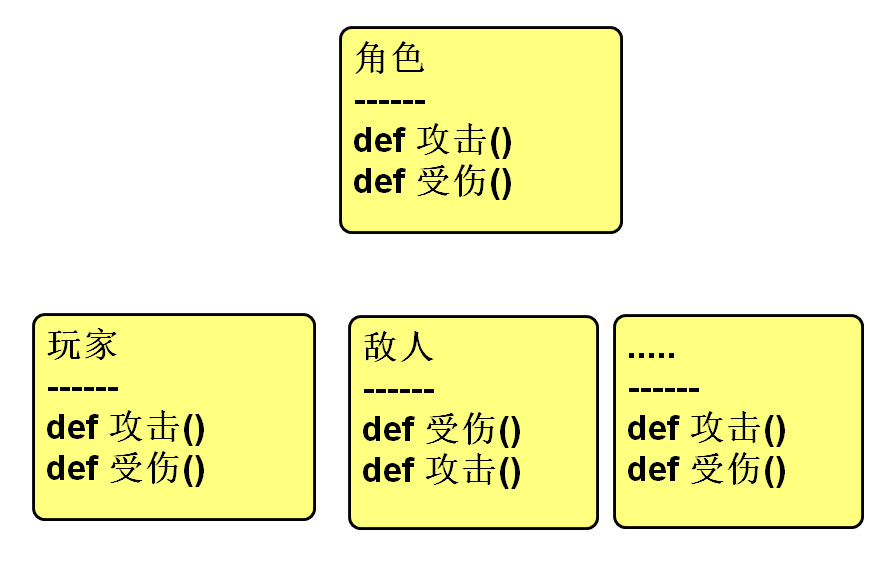 角色
------
def 攻击()
def 受伤()
玩家
------
def 攻击()
def 受伤()
敌人
------
def 受伤()
def 攻击()
.....
------
def 攻击()
def 受伤()